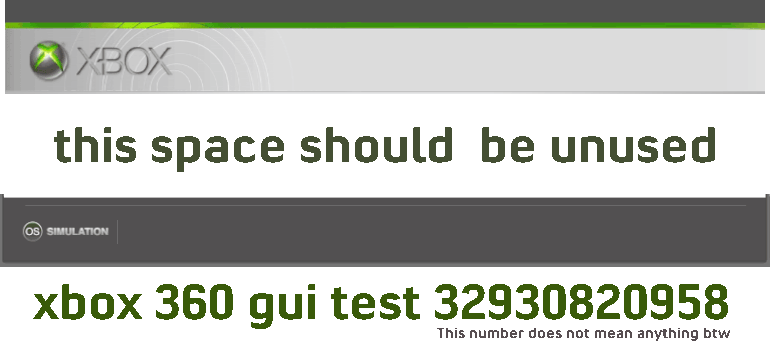 XBOX
this space should  be unused
OS SIMULATION
xbox 360 gui test 32930820958
This number does not mean anything btw